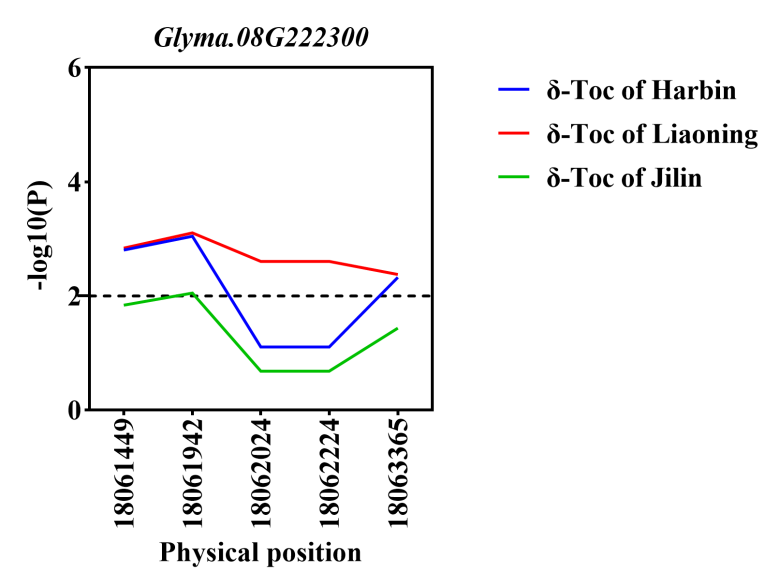 Glyma.08G222300
6
4
2
0
-log10(P)
18061449
18061942
18062024
18062224
18063365
Physical position
δ-Toc of Harbin
δ-Toc of Liaoning
δ-Toc of Jilin